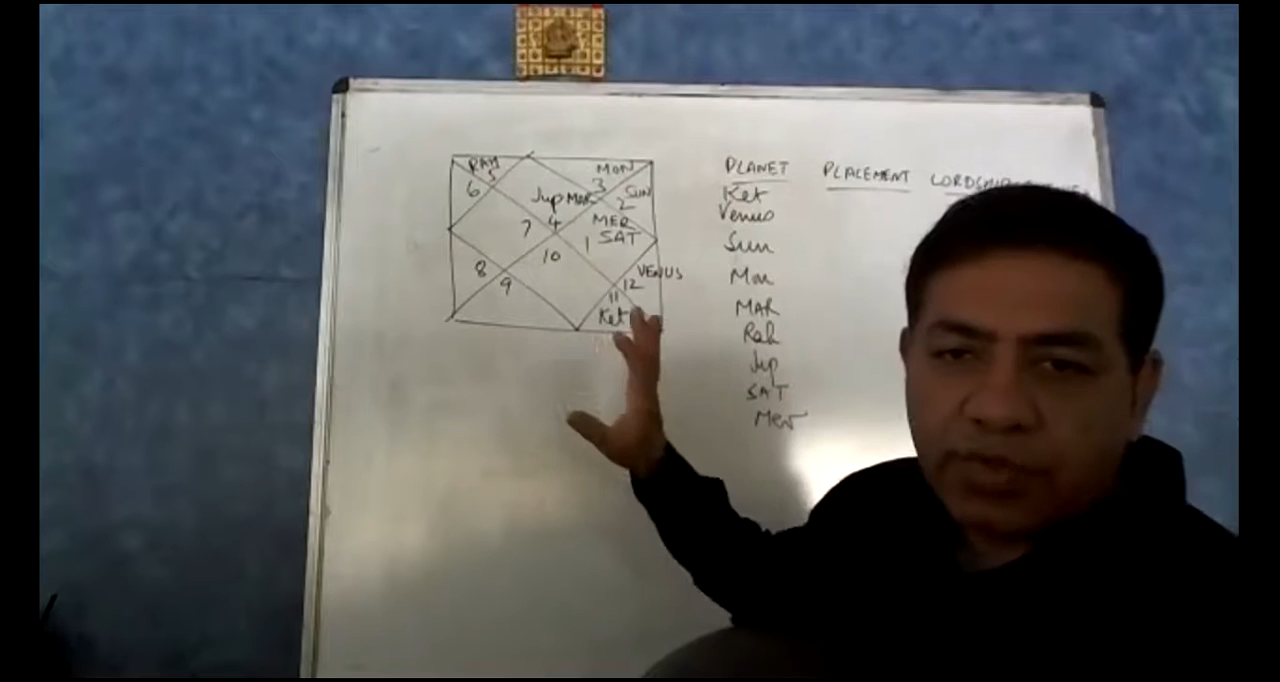 RAH
MON
5
3
6
SUN
Jup MAR
2
MER
4
7
SAT
1
10
8
VENUS
9
12
11
Ket
PLANET PLACEMENT
Ket
Venus
Sun
Mon
MAR
Rah
Jup
SAT
Mer